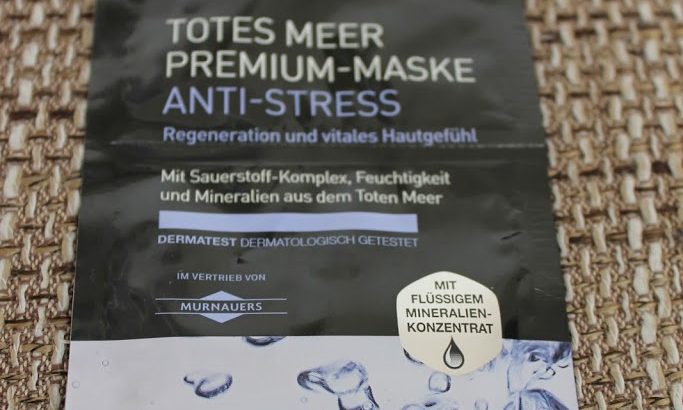 TOTES MEER
PREMIUM-MASKE
ANTI-STRESS
Regeneration und vitales Hautgefühl
Mit Sauerstoff-Komplex, Feuchtigkeit
und Mineralien aus dem Toten Meer
DERMATEST DERMATOLOGISCH GETESTET
IM VERTRIEB VON
MURNAUERS
MIT
FLÜSSIGEM
MINERALIEN-
KONZENTRAT